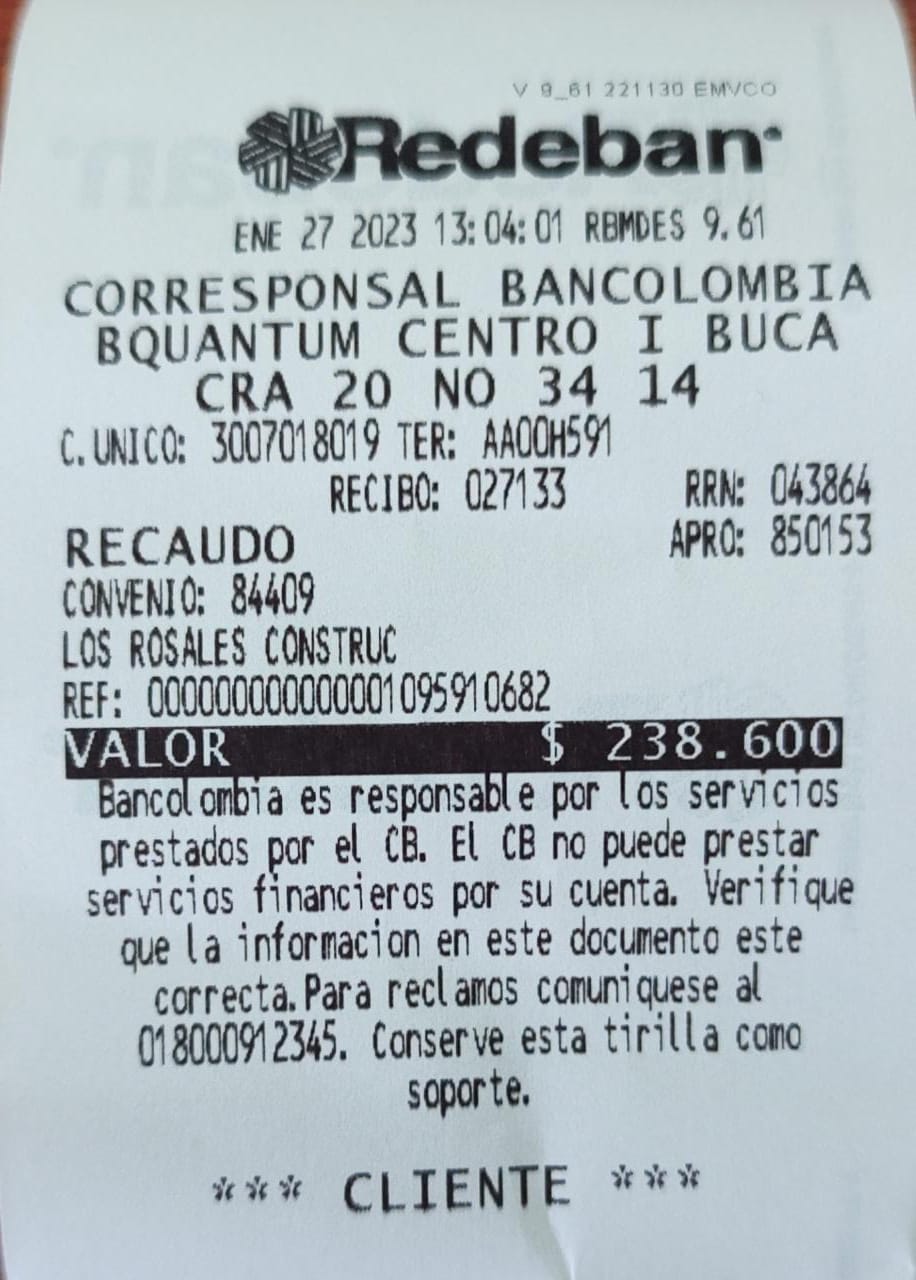 V 9_61 221130 EMVCO
Redeban
ENE 27 2023 13:04:01 RBMDES 9.61
CORRESPONSAL BANCOLOMBIA
BQUANTUM CENTRO I BUCA
CRA 20 NO 34 14
C.UNICO: 3007018019 TER: AA00H591
RECIBO: 027133 RRN: 043864
RECAUDO APRO: 850153
CONVENIO: 84409
LOS ROSALES CONSTRUC
REF: 000000000000001095910682
VALOR $ 238.600
Bancolombia es responsable por los servicios
prestados por el CB. El CB no puede prestar
servicios financieros por su cuenta. Verifique
que la informacion en este documento este
correcta. Para reclamos comuniquese al
018000912345. Conserve esta tirilla como
soporte.
*** CLIENTE ***